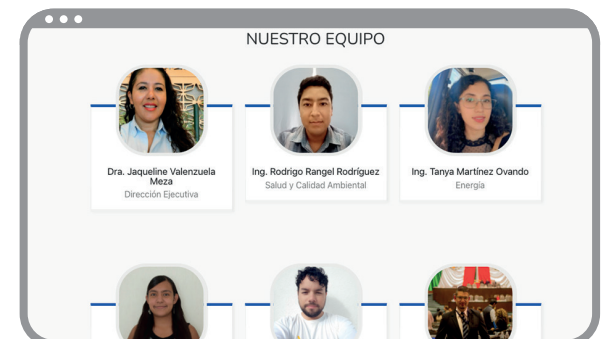 NUESTRO EQUIPO
Dra. Jaqueline Valenzuela
Meza
Dirección Ejecutiva
Ing. Rodrigo Rangel Rodríguez
Salud y Calidad Ambiental
Ing. Tanya Martínez Ovando
Energía